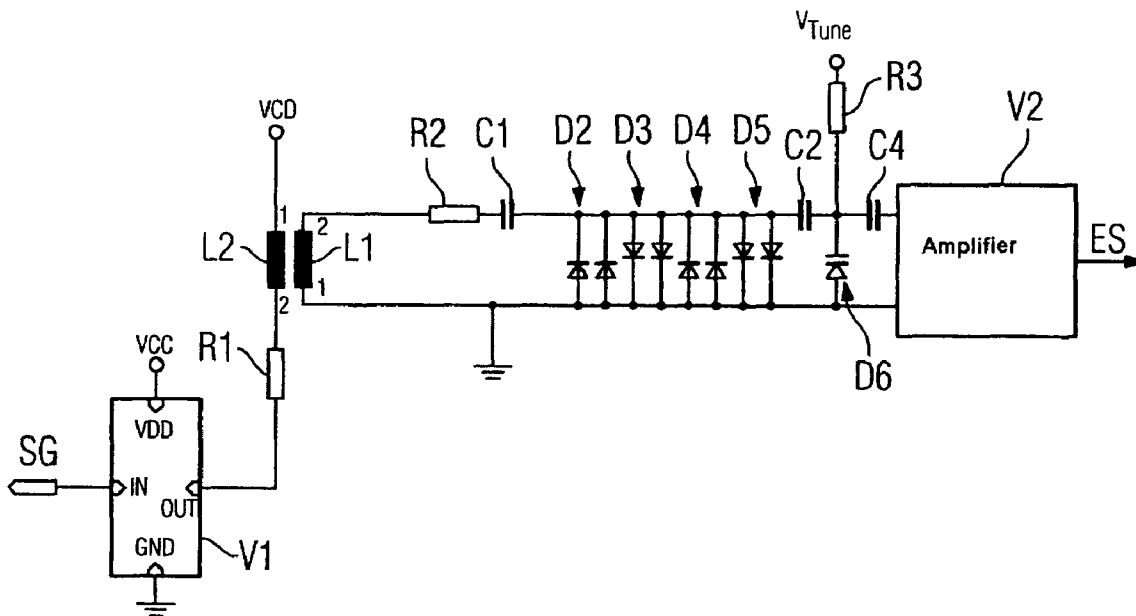 V Tune
R3
V2
VCD
R2
C1
D2
D3
D4
D5
C2
C4
1
2
L2
L1
Amplifier
ES
2
1
VCC
R1
D6
VDD
SG
IN
OUT
GND
V1